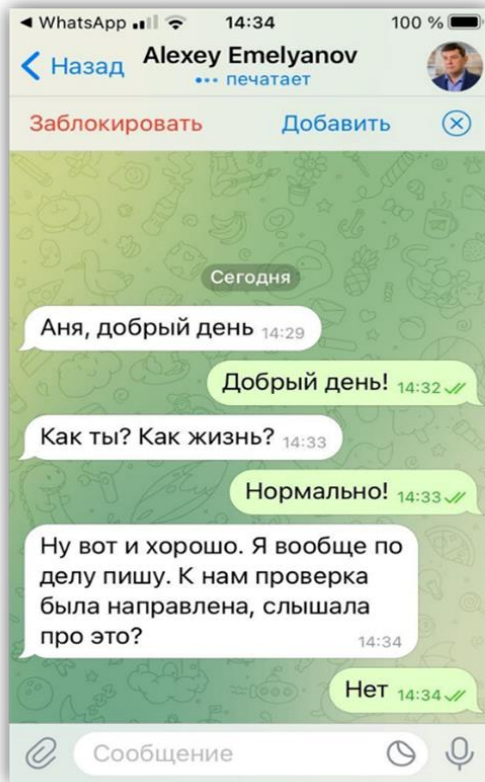 WhatsApp 14:34 100 %
Назад Alexey Emelyanov
печатает
Заблокировать Добавить
Сегодня
Аня, добрый день 14:29
Добрый день! 14:32
Как ты? Как жизнь? 14:33
Нормально! 14:33
Ну вот и хорошо. Я вообще по
делу пишу. К нам проверка
была направлена, слышала
про это? 14:34
Нет 14:34
Сообщение